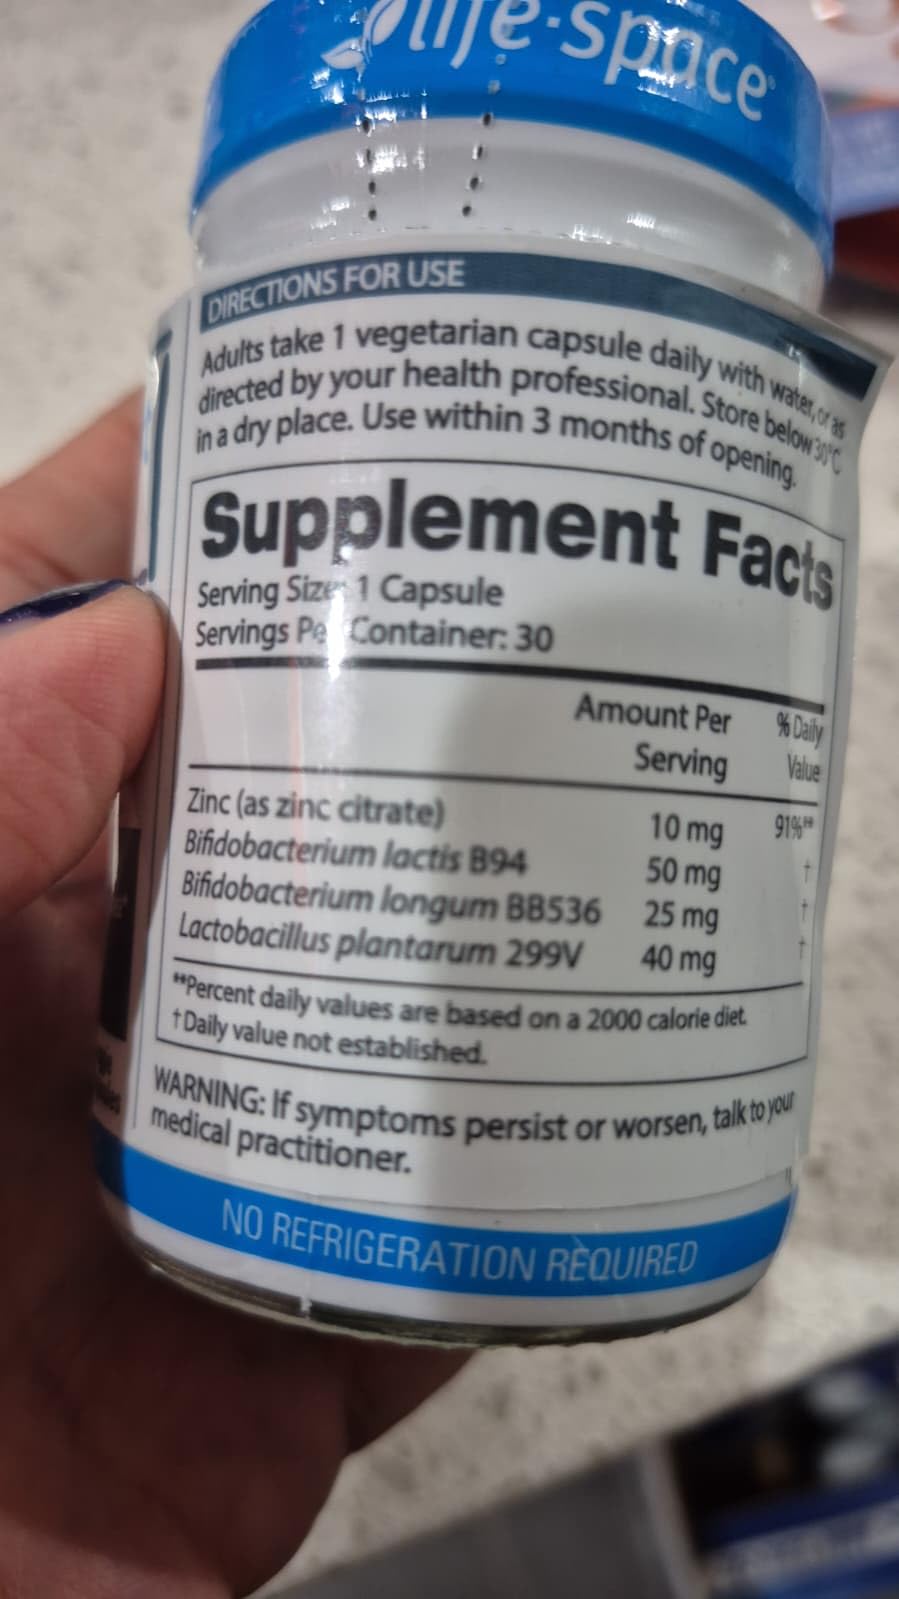 life-space
DIRECTIONS FOR USE
Adults take 1 vegetarian capsule daily with water, or as
directed by your health professional. Store below 30°C
in a dry place. Use within 3 months of opening.
Supplement Facts
Serving Size: 1 Capsule
Servings Per Container: 30
Amount Per % Daily
Serving Value
Zinc (as zinc citrate) 10 mg 91%**
Bifidobacterium lactis B94 50 mg †
Bifidobacterium longum BB536 25 mg †
Lactobacillus plantarum 299V 40 mg †
**Percent daily values are based on a 2000 calorie diet.
†Daily value not established.
WARNING: If symptoms persist or worsen, talk to your
medical practitioner.
NO REFRIGERATION REQUIRED